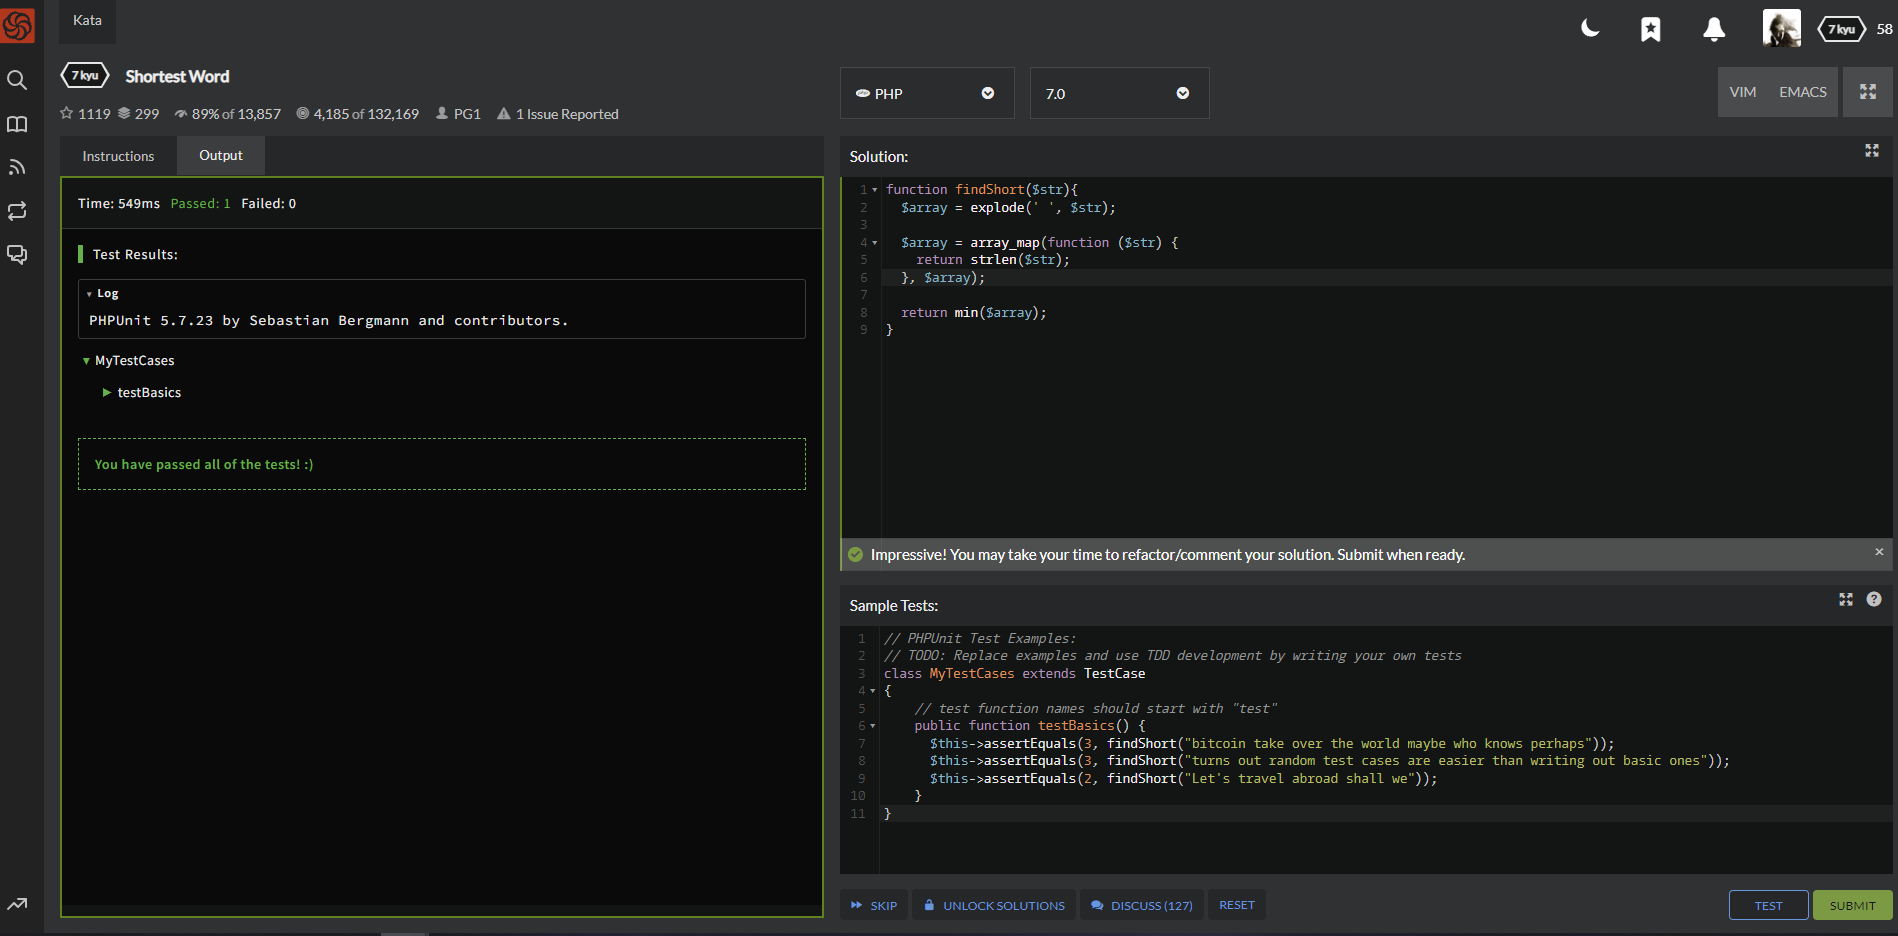 Kata
7 kyu
58
7 kyu Shortest Word
1119 299 89% of 13,857 4,185 of 132,169 PG1 1 Issue Reported
php PHP
7.0
VIM EMACS
Instructions Output
Time: 549ms Passed: 1 Failed: 0
Test Results:
Log
PHPUnit 5.7.23 by Sebastian Bergmann and contributors.
MyTestCases
testBasics
You have passed all of the tests! :)
Solution:
1 function findShort($str){
2 $array = explode(' ', $str);
3
4 $array = array_map(function ($str) {
5 return strlen($str);
6 }, $array);
7
8 return min($array);
9 }
Impressive! You may take your time to refactor/comment your solution. Submit when ready. ×
Sample Tests:
?
1 // PHPUnit Test Examples:
2 // TODO: Replace examples and use TDD development by writing your own tests
3 class MyTestCases extends TestCase
4 {
5 // test function names should start with "test"
6 public function testBasics() {
7 $this->assertEquals(3, findShort("bitcoin take over the world maybe who knows perhaps"));
8 $this->assertEquals(3, findShort("turns out random test cases are easier than writing out basic ones"));
9 $this->assertEquals(2, findShort("Let's travel abroad shall we"));
10 }
11 }
SKIP UNLOCK SOLUTIONS DISCUSS (127) RESET
TEST SUBMIT